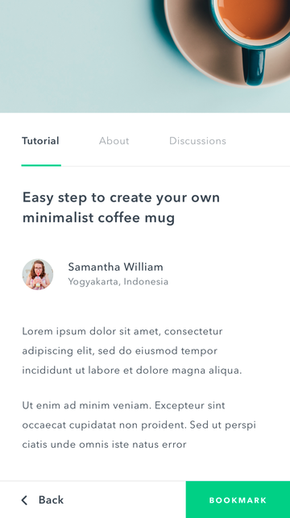 Tutorial About Discussions
Easy step to create your own
minimalist coffee mug
Samantha William
Yogyakarta, Indonesia
Lorem ipsum dolor sit amet, consectetur
adipiscing elit, sed do eiusmod tempor
incididunt ut labore et dolore magna aliqua.
Ut enim ad minim veniam. Excepteur sint
occaecat cupidatat non proident. Sed ut perspi
ciatis unde omnis iste natus error
Back BOOKMARK